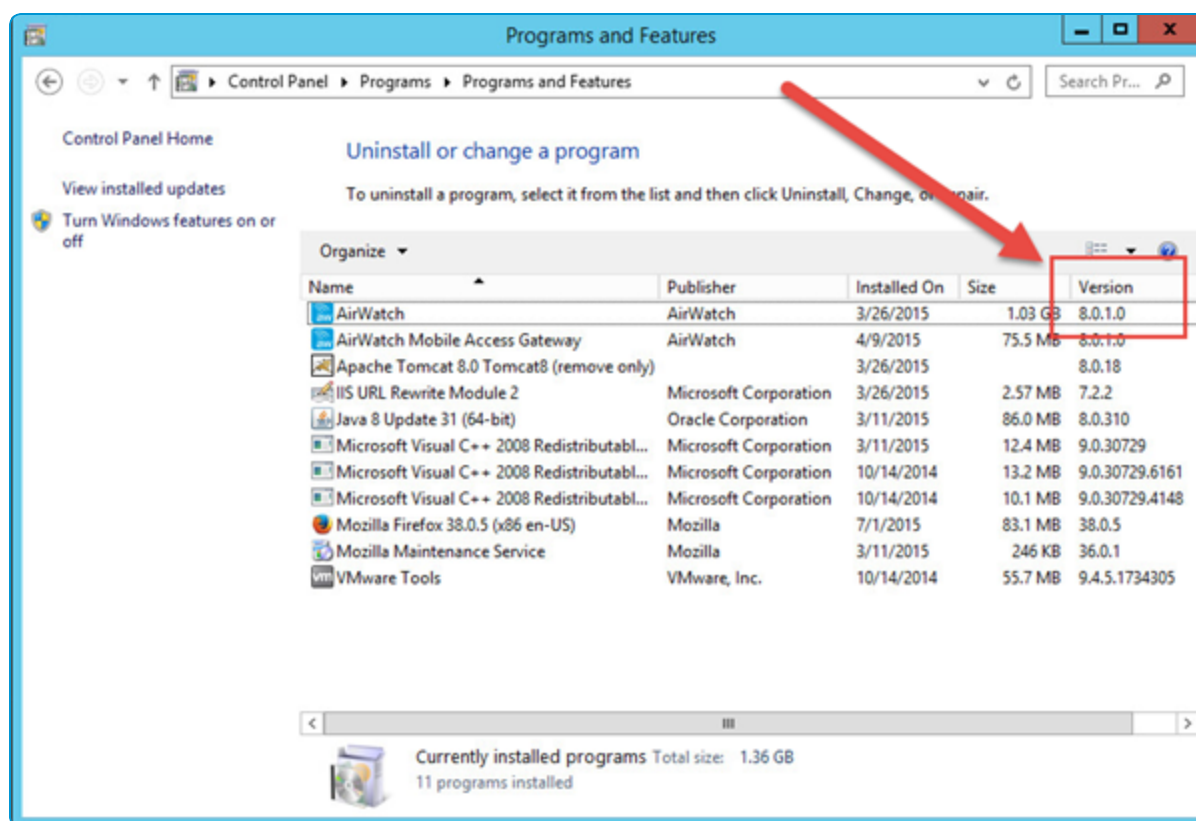 Programs and Features
Control Panel Programs Programs and Features
Search Pr...
Control Panel Home
View installed updates
Turn Windows features on or
off
Uninstall or change a program
To uninstall a program, select it from the list and then click Uninstall, Change, or
Organize
Name Publisher Installed On Size Version
AirWatch AirWatch 3/26/2015 1.03 GB 8.0.1.0
AirWatch Mobile Access Gateway AirWatch 4/9/2015 75.5 MB 8.0.1.0
Apache Tomcat 8.0 Tomcat8 (remove only) 3/26/2015 8.0.18
IIS URL Rewrite Module 2 Microsoft Corporation 3/26/2015 2.57 MB 7.2.2
Java 8 Update 31 (64-bit) Oracle Corporation 3/11/2015 86.0 MB 8.0.310
Microsoft Visual C++ 2008 Redistributabl... Microsoft Corporation 3/11/2015 12.4 MB 9.0.30729
Microsoft Visual C++ 2008 Redistributabl... Microsoft Corporation 10/14/2014 13.2 MB 9.0.30729.6161
Microsoft Visual C++ 2008 Redistributabl... Microsoft Corporation 10/14/2014 10.1 MB 9.0.30729.4148
Mozilla Firefox 38.0.5 (x86 en-US) Mozilla 7/1/2015 83.1 MB 38.0.5
Mozilla Maintenance Service Mozilla 3/11/2015 246 KB 36.0.1
VMware Tools VMware, Inc. 10/14/2014 55.7 MB 9.4.5.1734305
Currently installed programs Total size: 1.36 GB
11 programs installed